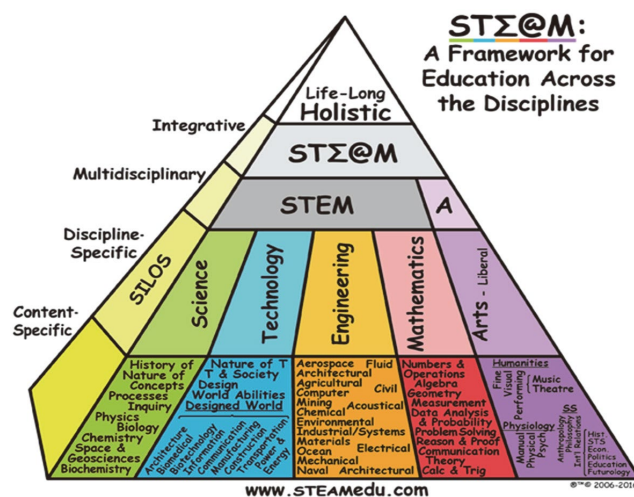 STΣ@M:
A Framework for
Education Across
the Disciplines
Life-Long
Holistic
Integrative
STΣ@M
Multidisciplinary
STEM
A
Discipline-
Specific
SILOS
Science
Technology
Engineering
Mathematics
Arts - Liberal
Content-
Specific
History of
Nature of
Concepts
Processes
Inquiry
Physics
Biology
Chemistry
Space &
Geosciences
Biochemistry
Nature of T
T & Society
Design
World Abilities
Designed World
Architecture
Biomedical
Biotechnology
Information
Communication
Manufacturing
Construction
Transportation
Power &
Energy
Aerospace Fluid
Architectural
Agricultural
Computer Civil
Mining
Acoustical
Chemical
Environmental
Industrial/Systems
Materials
Ocean Electrical
Mechanical
Naval Architectural
Numbers &
Operations
Algebra
Geometry
Measurement
Data Analysis
& Probability
Problem Solving
Reason & Proof
Communication
Theory
Calc & Trig
Humanities
Fine
Visual
Performing
Music
Theatre
Physiology
Manual
Physical
Psych
SS
Anthropology
Philosophy
Int'l Relations
Hist
STS
Econ.
Politics
Education
Futurology
www.STEAMedu.com
®™© 2006-2010